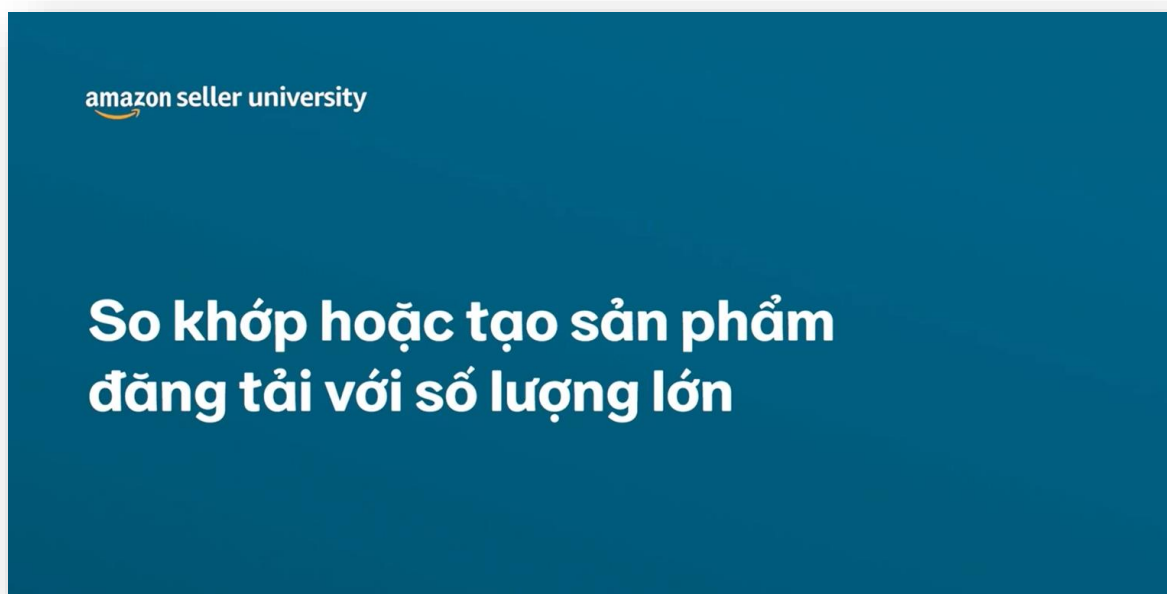 amazon seller university
So khớp hoặc tạo sản phẩm
đăng tải với số lượng lớn